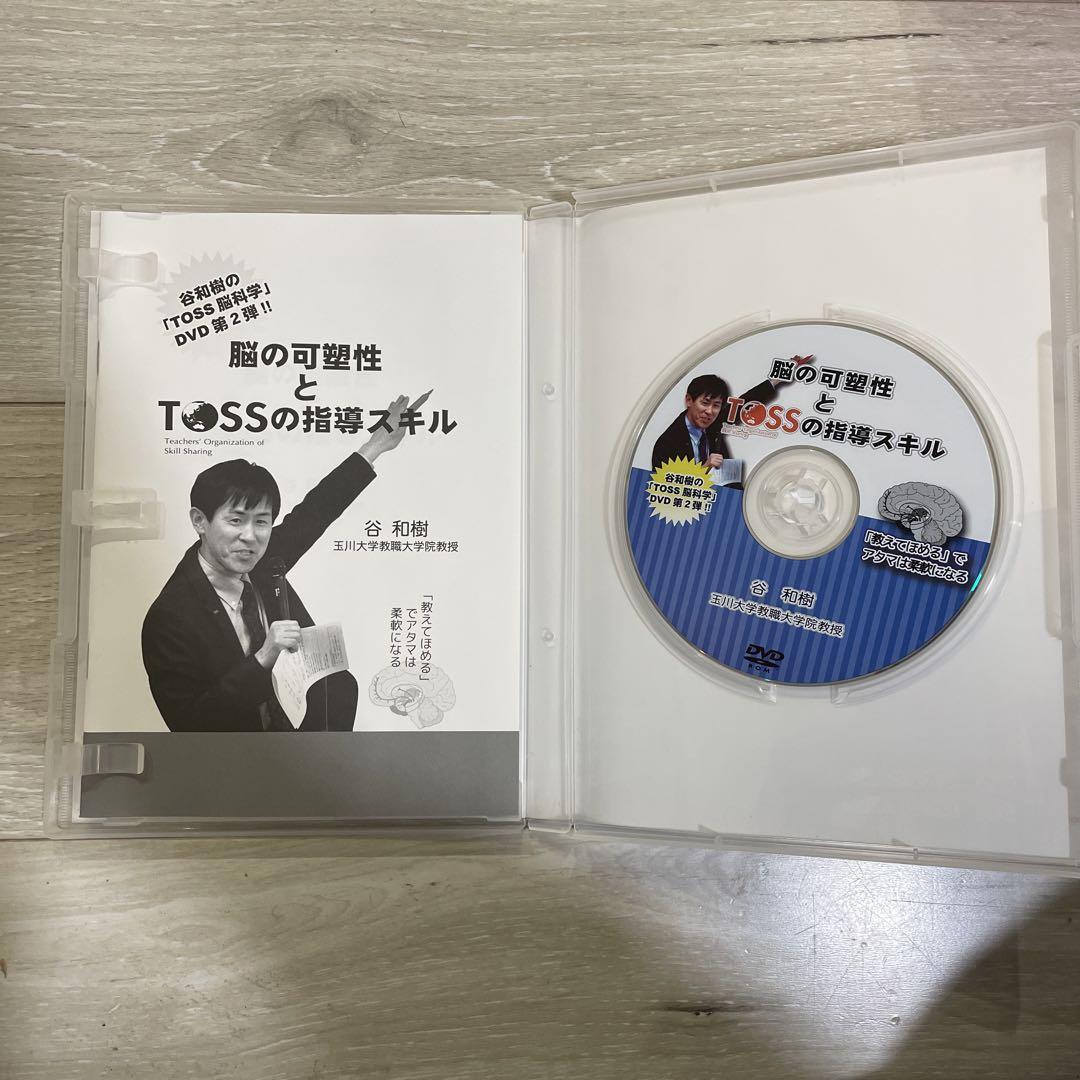 谷和樹の
「TOSS 脳科学」
DVD 第2弾!!
脳の可塑性
と
TOSSの指導スキル
Teachers' Organization of
Skill Sharing
谷 和樹
玉川大学教職大学院教授
「教えてほめる」
でアタマは
柔軟になる
脳の可塑性
と
TOSSの指導スキル
谷和樹の
「TOSS 脳科学」
DVD 第2弾!!
「教えてほめる」で
アタマは柔軟になる
谷 和樹
玉川大学教職大学院教授
DVD
ROM